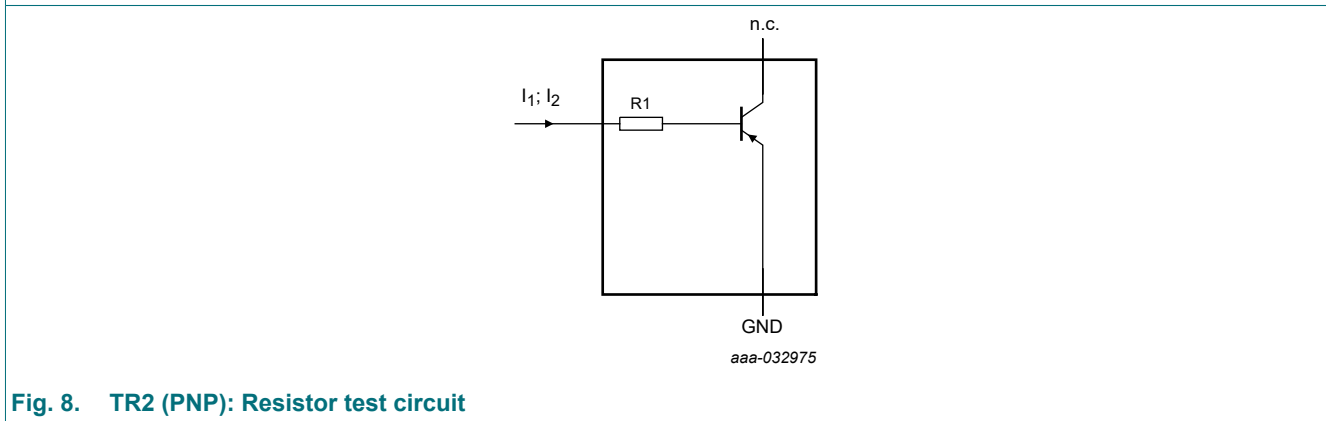 n.c.
I1; I2
R1
GND
aaa-032975
Fig. 8. TR2 (PNP): Resistor test circuit